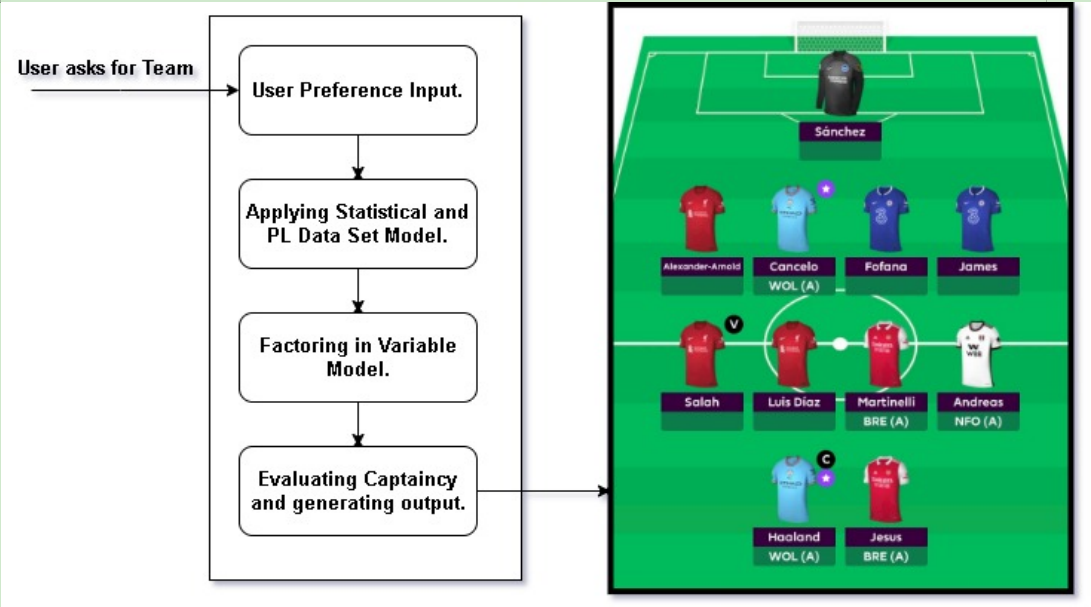 User asks for Team
User Preference Input.
Applying Statistical and
PL Data Set Model.
Factoring in Variable
Model.
Evaluating Captaincy
and generating output.
Sánchez
Alexander-Arnold
Cancelo
Fofana
James
WOL (A)
V
Salah
Luis Díaz
Martinelli
Andreas
BRE (A)
NFO (A)
C
Haaland
Jesus
WOL (A)
BRE (A)